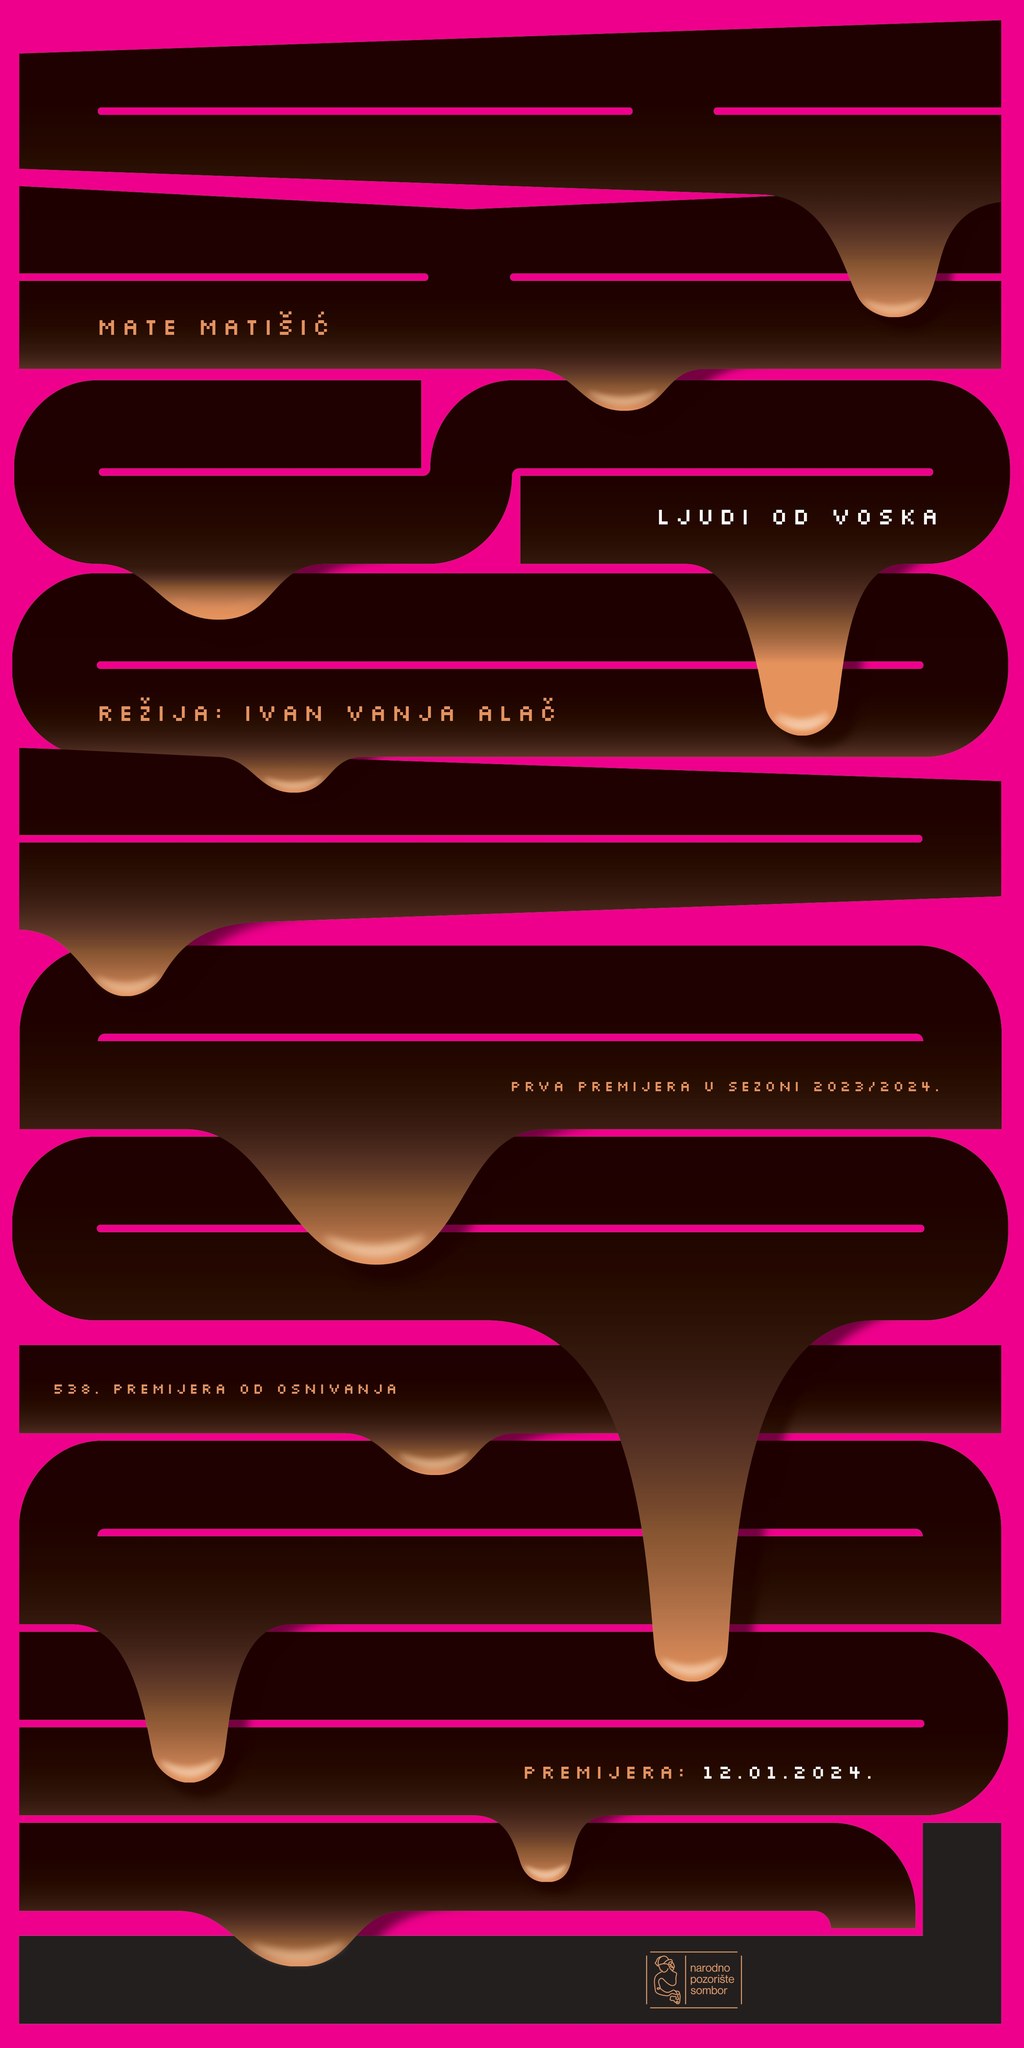 MATE MATIŠIĆ
LJUDI OD VOSKA
REŽIJA: IVAN VANJA ALAČ
PRVA PREMIJERA U SEZONI 2023/2024.
538. PREMIJERA OD OSNIVANJA
PREMIJERA: 12.01.2024.
narodno
pozorište
sombor